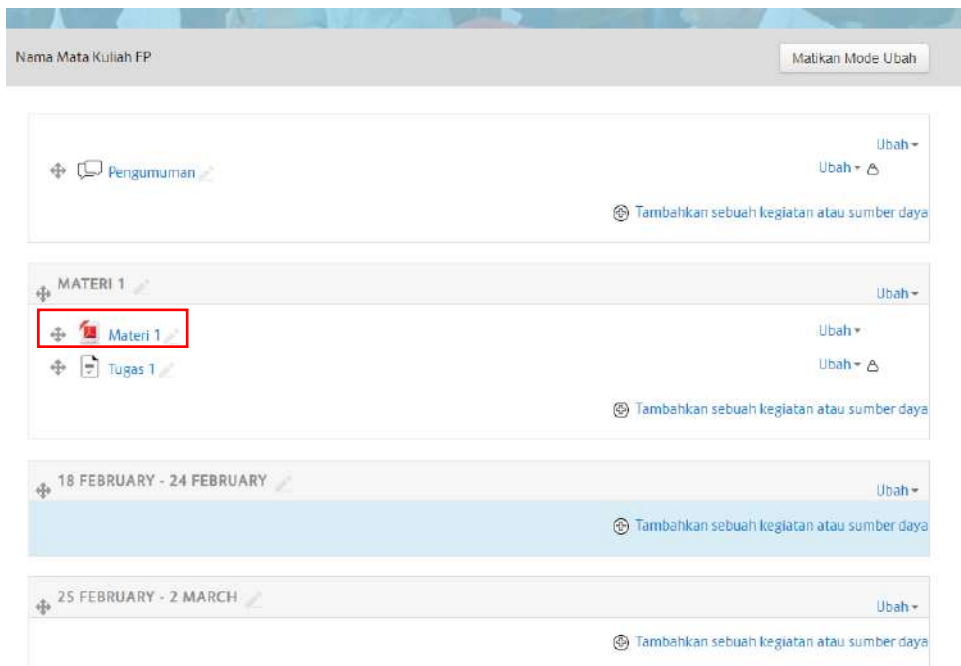 Nama Mata Kuliah FP
Matikan Mode Ubah
Ubah
Pengumuman
Ubah
Tambahkan sebuah kegiatan atau sumber daya
MATERI 1
Ubah
Materi 1
Ubah
Tugas 1
Ubah
Tambahkan sebuah kegiatan atau sumber daya
18 FEBRUARY - 24 FEBRUARY
Ubah
Tambahkan sebuah kegiatan atau sumber daya
25 FEBRUARY - 2 MARCH
Ubah
Tambahkan sebuah kegiatan atau sumber daya